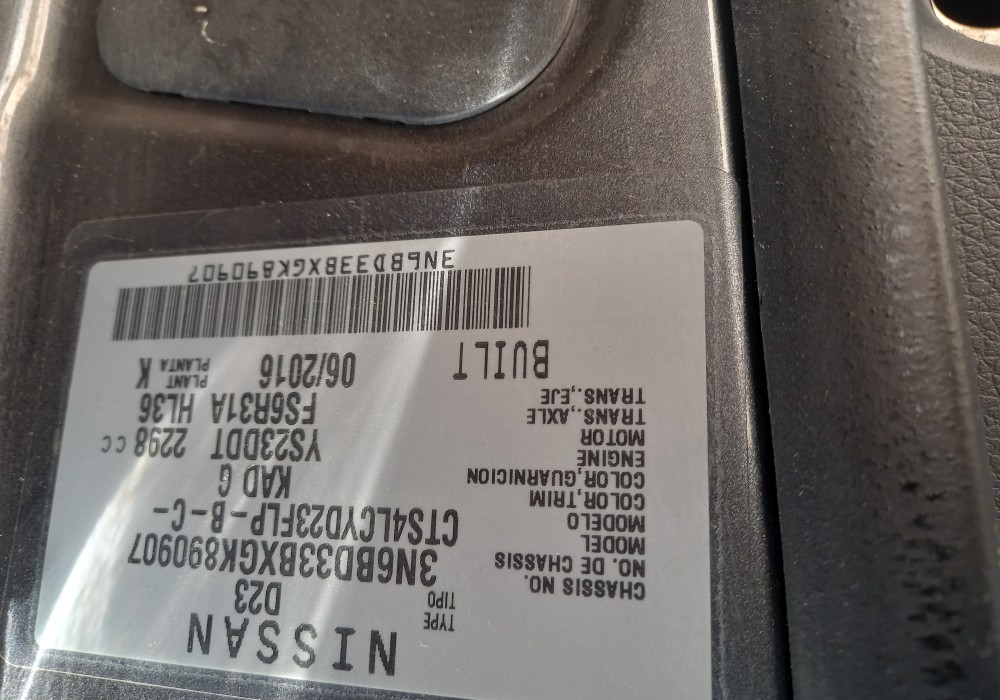 NISSAN
TYPE
TIPO D23
CHASSIS NO.
NO. DE CHASSIS 3N6BD33BXGK890907
MODEL
MODELO CTS4LCYD23FLP-B-C-
COLOR,TRIM
COLOR,GUARNICION KAD G
ENGINE
MOTOR YS23DDT 2298 CC
TRANS.,AXLE
TRANS.,EJE FS6R31A HL36
BUILT 06/2016 PLANT
PLANTA K
3N6BD33BXGK890907